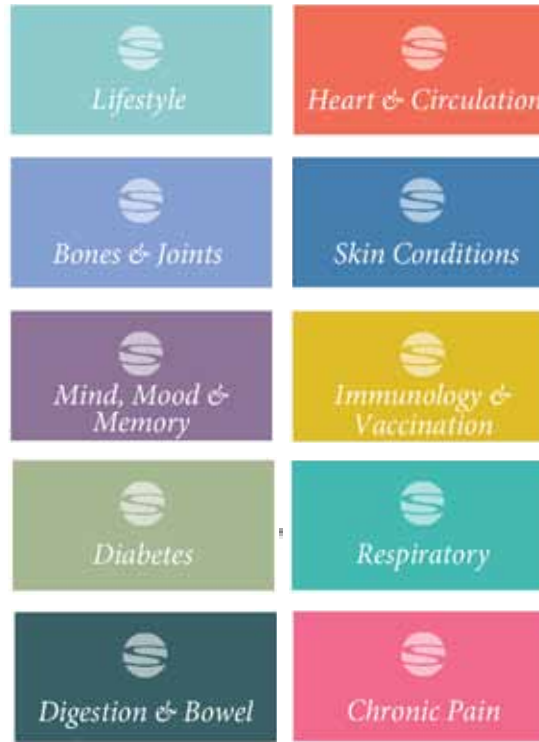 Lifestyle
Heart & Circulation
Bones & Joints
Skin Conditions
Mind, Mood &
Memory
Immunology &
Vaccination
Diabetes
Respiratory
Digestion & Bowel
Chronic Pain